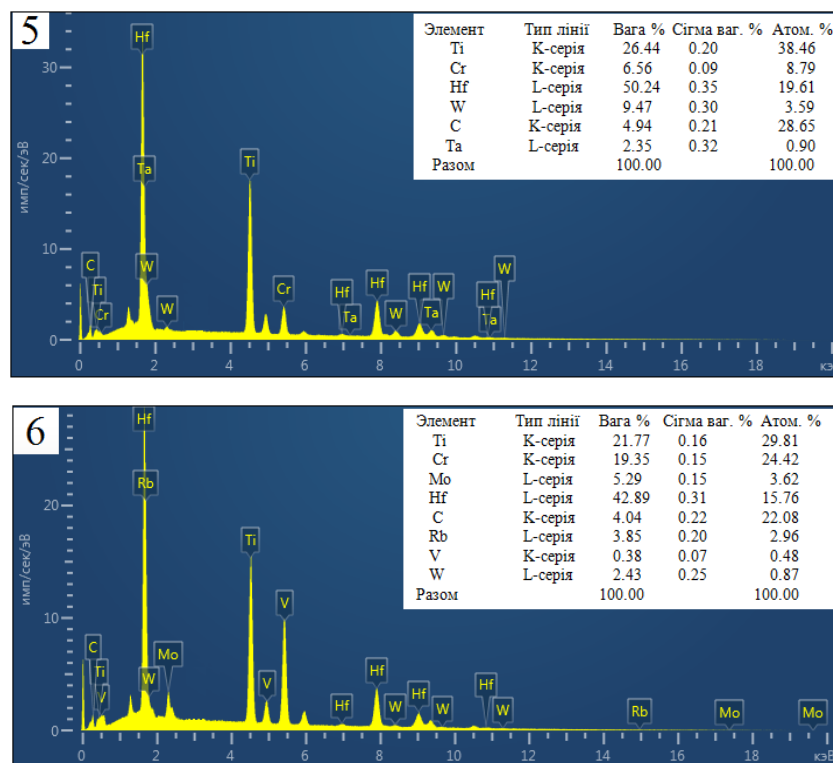 5
Hf
Ta
W
C
Ti
Cr
W
Ti
Cr
Hf
Ta
Hf
W
Hf
Ta
W
Hf
Ta
W
30
20
10
0
имп/сек/эВ
0 2 4 6 8 10 12 14 16 18 кэ
Элемент Тип лінії Вага % Сігма ваг. % Атом. %
Ti K-серія 26.44 0.20 38.46
Cr K-серія 6.56 0.09 8.79
Hf L-серія 50.24 0.35 19.61
W L-серія 9.47 0.30 3.59
C K-серія 4.94 0.21 28.65
Ta L-серія 2.35 0.32 0.90
Разом 100.00 100.00
6
Hf
Rb
C
Ti
V
W
Mo
Ti
V
V
Hf
Hf
W
Hf
W
Hf
W
Rb
Mo
Mo
20
10
0
имп/сек/эВ
0 2 4 6 8 10 12 14 16 18 кэВ
Элемент Тип лінії Вага % Сігма ваг. % Атом. %
Ti K-серія 21.77 0.16 29.81
Cr K-серія 19.35 0.15 24.42
Mo L-серія 5.29 0.15 3.62
Hf L-серія 42.89 0.31 15.76
C K-серія 4.04 0.22 22.08
Rb L-серія 3.85 0.20 2.96
V K-серія 0.38 0.07 0.48
W L-серія 2.43 0.25 0.87
Разом 100.00 100.00